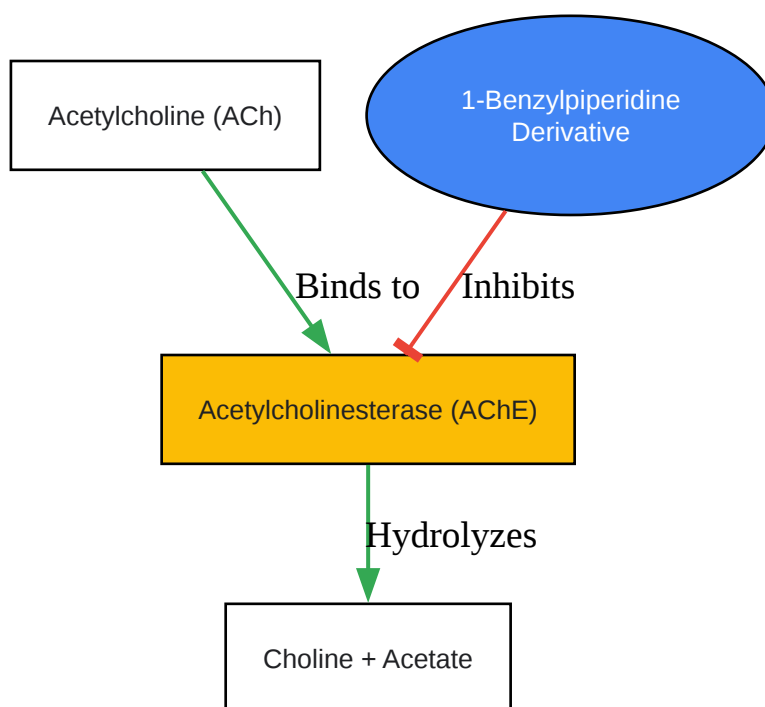 Acetylcholine (ACh)
1-Benzylpiperidine
Derivative
Binds to
Inhibits
Acetylcholinesterase (AChE)
Hydrolyzes
Choline + Acetate